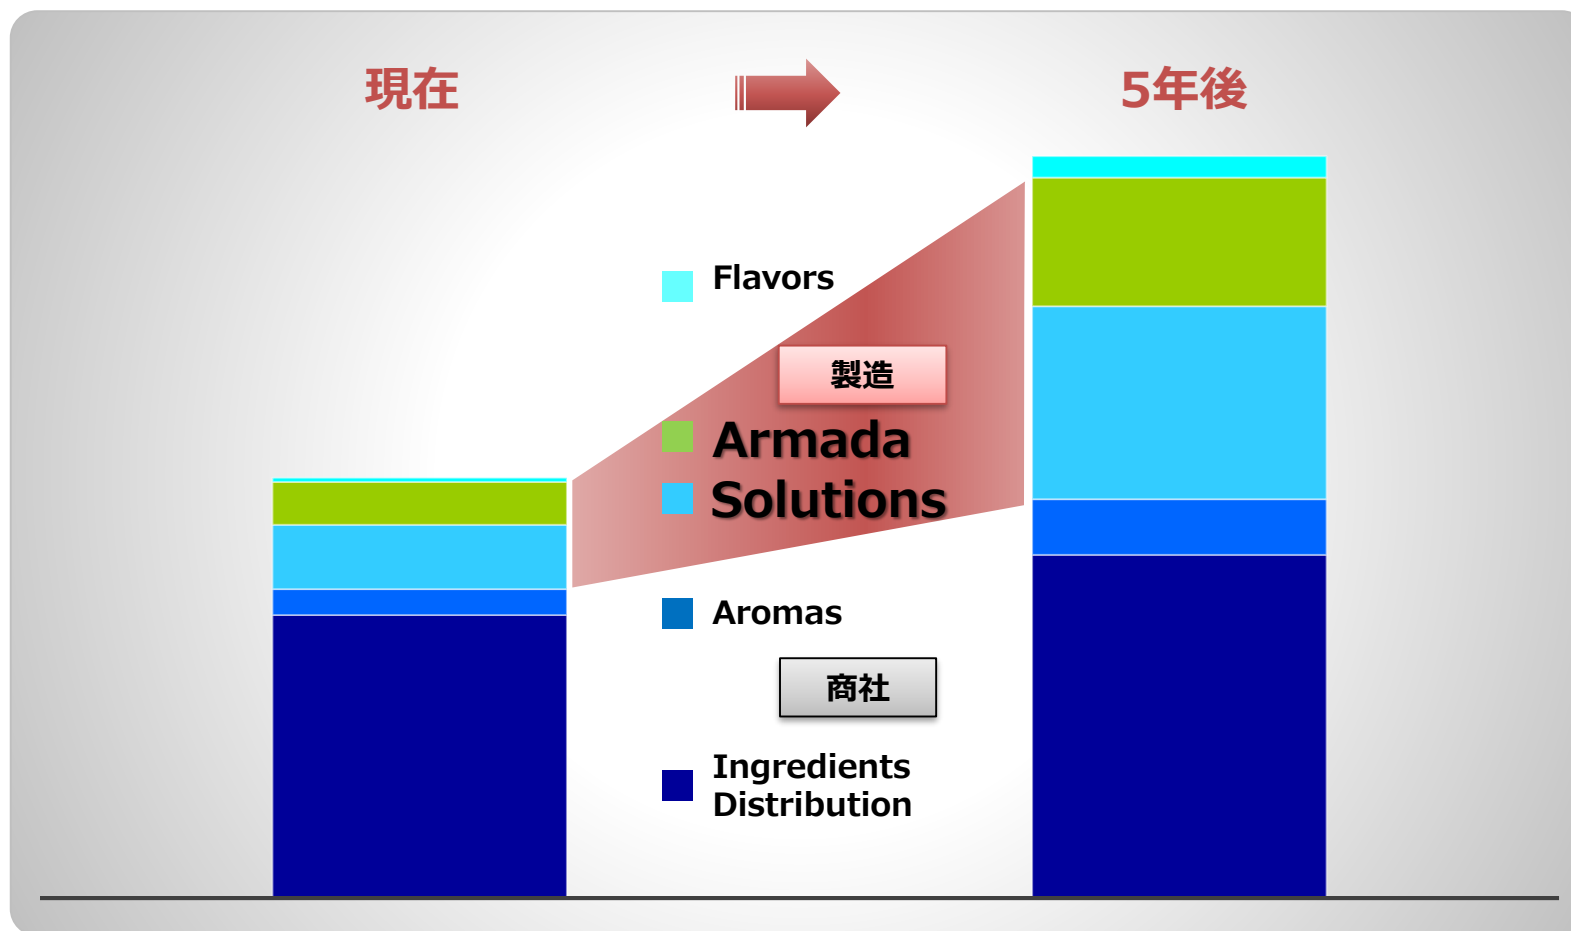 現在
5年後
Flavors
製造
Armada
Solutions
Aromas
商社
Ingredients
Distribution